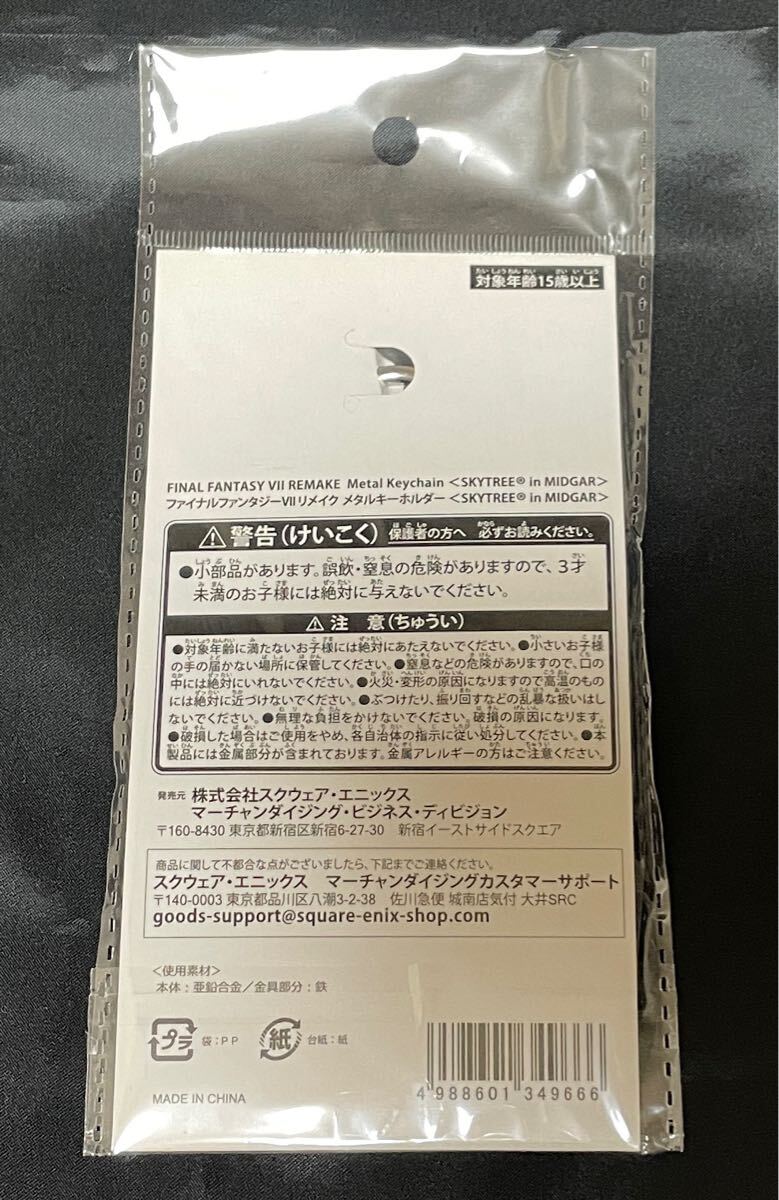 対象年齢15歳以上
FINAL FANTASY VII REMAKE Metal Keychain <SKYTREE® in MIDGAR>
ファイナルファンタジーVIIリメイク メタルキーホルダー <SKYTREE® in MIDGAR>
警告(けいこく) 保護者の方へ 必ずお読みください。
●小部品があります。誤飲・窒息の危険がありますので、3才
未満のお子様には絶対に与えないでください。
注 意(ちゅうい)
●対象年齢に満たないお子様には絶対にあたえないでください。●小さいお子様
の手の届かない場所に保管してください。●窒息などの危険がありますので、口の
中には絶対にいれないでください。●火災・変形の原因になりますので高温のもの
には絶対に近づけないでください。●ぶつけたり、振り回すなどの乱暴な扱いはし
ないでください。●無理な負担をかけないでください。破損の原因になります。
●破損した場合はご使用をやめ、各自治体の指示に従い処分してください。●本
製品には金属部分が含まれております。金属アレルギーの方はご注意ください。
発売元 株式会社スクウェア・エニックス
マーチャンダイジング・ビジネス・ディビジョン
〒160-8430 東京都新宿区新宿6-27-30 新宿イーストサイドスクエア
商品に関して不都合な点がございましたら、下記までご連絡ください。
スクウェア・エニックス マーチャンダイジングカスタマーサポート
〒140-0003 東京都品川区八潮3-2-38 佐川急便 城南店気付 大井SRC
goods-support@square-enix-shop.com
<使用素材>
本体:亜鉛合金/金具部分:鉄
プラ 袋:PP 紙 台紙:紙
4 988601 349666
MADE IN CHINA